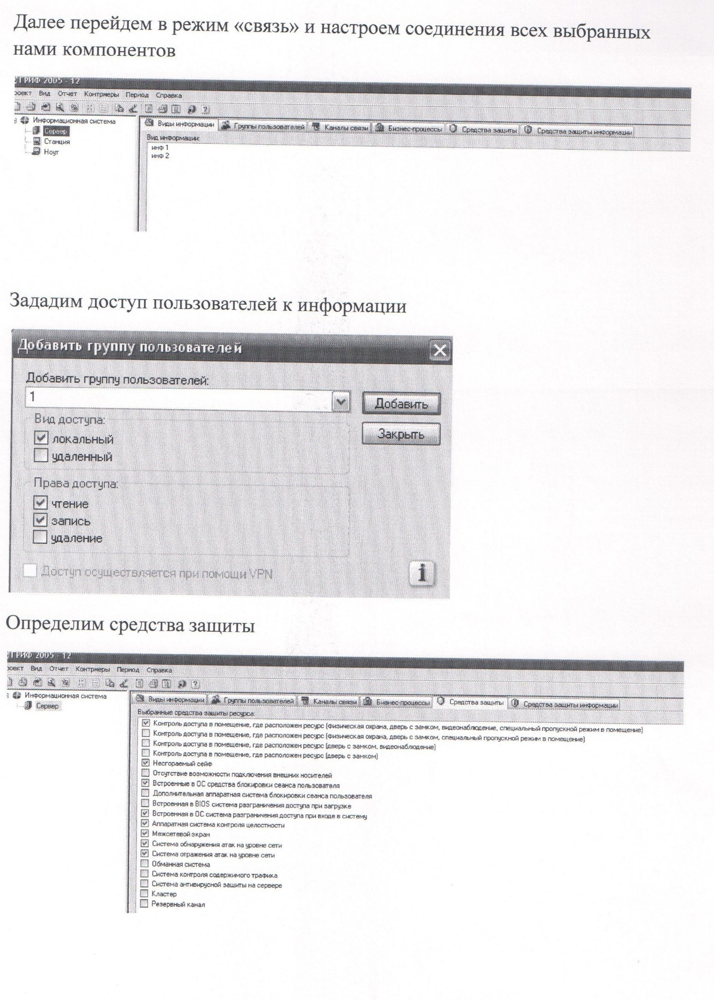 Далее перейдем в режим «связь» и настроем соединения всех выбранных
нами компонентов
ГРИФ 2005 - 12
роект Вид Отчет Контрмеры Период Справка
Информационная система
Сервер
Станция
Ноут
Виды информации Группы пользователей Каналы связи Бизнес-процессы Средства защиты Средства защиты информации
Вид информации:
инф 1
инф 2
Зададим доступ пользователей к информации
Добавить группу пользователей
Добавить группу пользователей:
1
Добавить
Вид доступа:
локальный
Закрыть
удаленный
Права доступа:
чтение
запись
удаление
Доступ осуществляется при помощи VPN
i
Определим средства защиты
ГРИФ 2005 - 12
роект Вид Отчет Контрмеры Период Справка
Информационная система
Сервер
Виды информации Группы пользователей Каналы связи Бизнес-процессы Средства защиты Средства защиты информации
Выбранные средства защиты ресурса:
Контроль доступа в помещение, где расположен ресурс (физическая охрана, дверь с замком, видеонаблюдение, специальный пропускной режим в помещение)
Контроль доступа в помещение, где расположен ресурс (физическая охрана, дверь с замком, специальный пропускной режим в помещение)
Контроль доступа в помещение, где расположен ресурс (дверь с замком, видеонаблюдение)
Контроль доступа в помещение, где расположен ресурс (дверь с замком)
Несгораемый сейф
Отсутствие возможности подключения внешних носителей
Встроенные в ОС средства блокировки сеанса пользователя
Дополнительная аппаратная система блокировки сеанса пользователя
Встроенная в BIOS система разграничения доступа при загрузке
Встроенная в ОС система разграничения доступа при входе в систему
Аппаратная система контроля целостности
Межсетевой экран
Система обнаружения атак на уровне сети
Система отражения атак на уровне сети
Обманная система
Система контроля содержимого трафика
Система антивирусной защиты на сервере
Кластер
Резервный канал